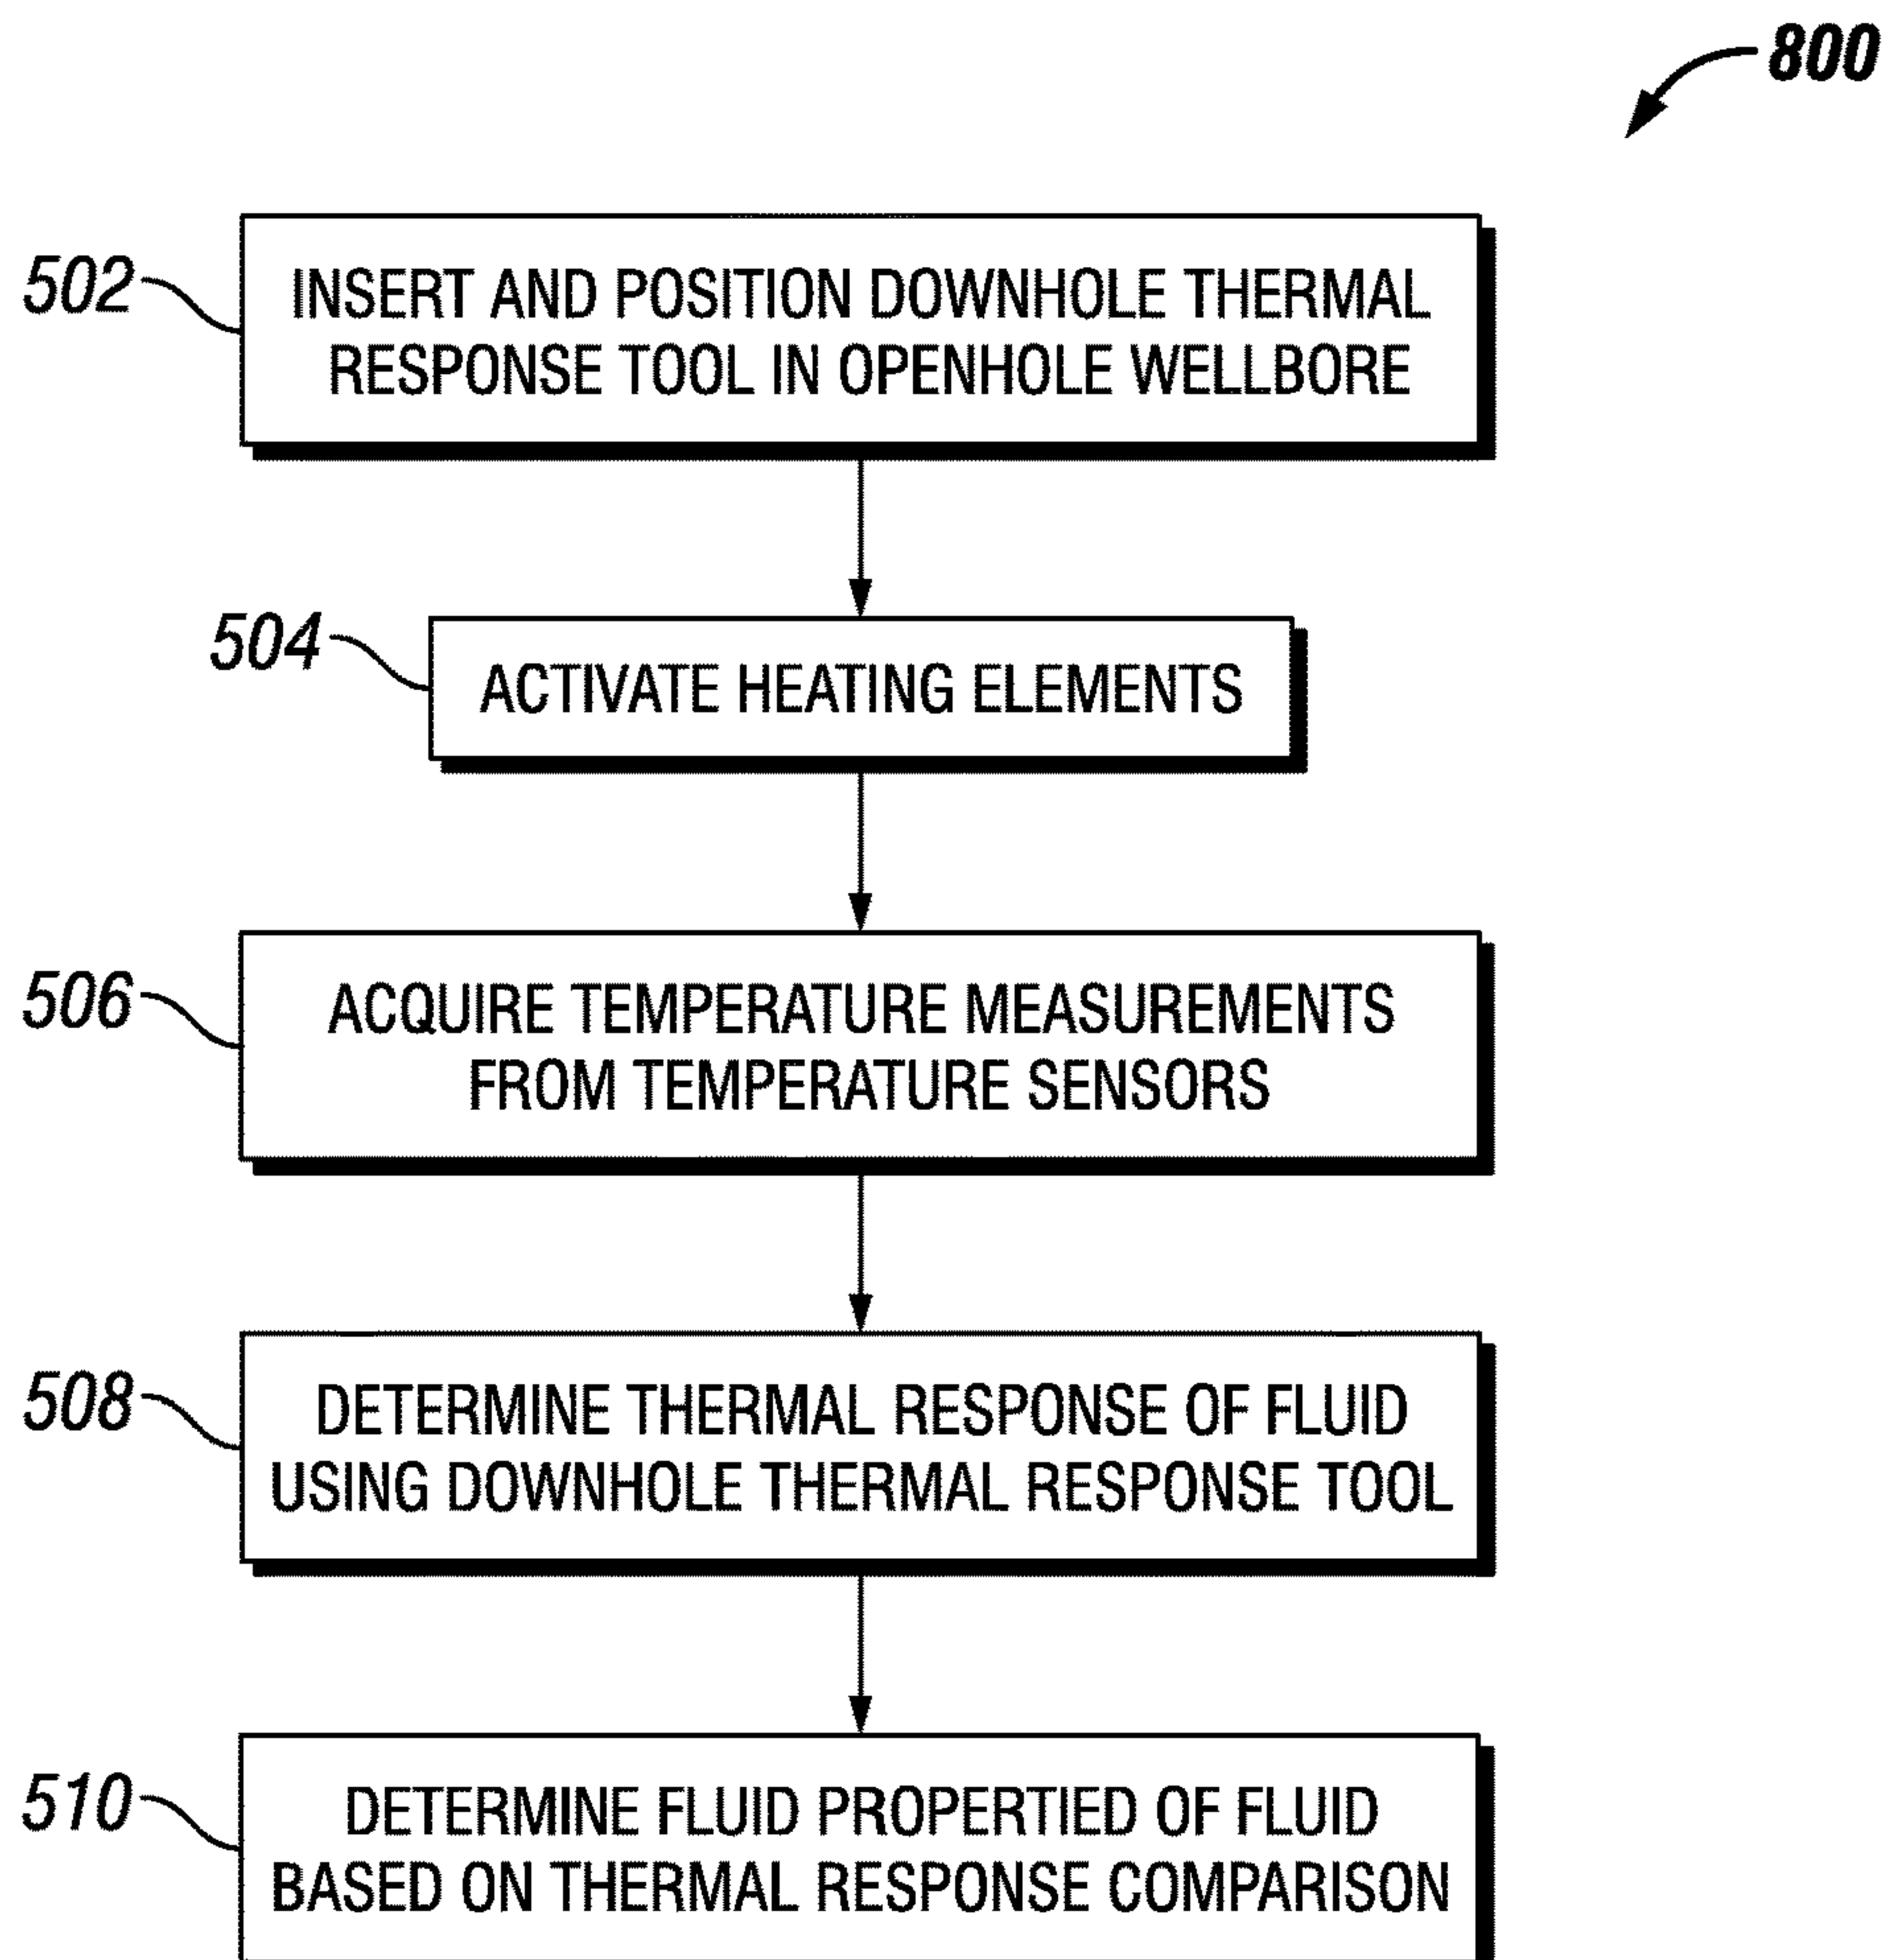 800
502
INSERT AND POSITION DOWNHOLE THERMAL
RESPONSE TOOL IN OPENHOLE WELLBORE
504
ACTIVATE HEATING ELEMENTS
506
ACQUIRE TEMPERATURE MEASUREMENTS
FROM TEMPERATURE SENSORS
508
DETERMINE THERMAL RESPONSE OF FLUID
USING DOWNHOLE THERMAL RESPONSE TOOL
510
DETERMINE FLUID PROPERTIED OF FLUID
BASED ON THERMAL RESPONSE COMPARISON